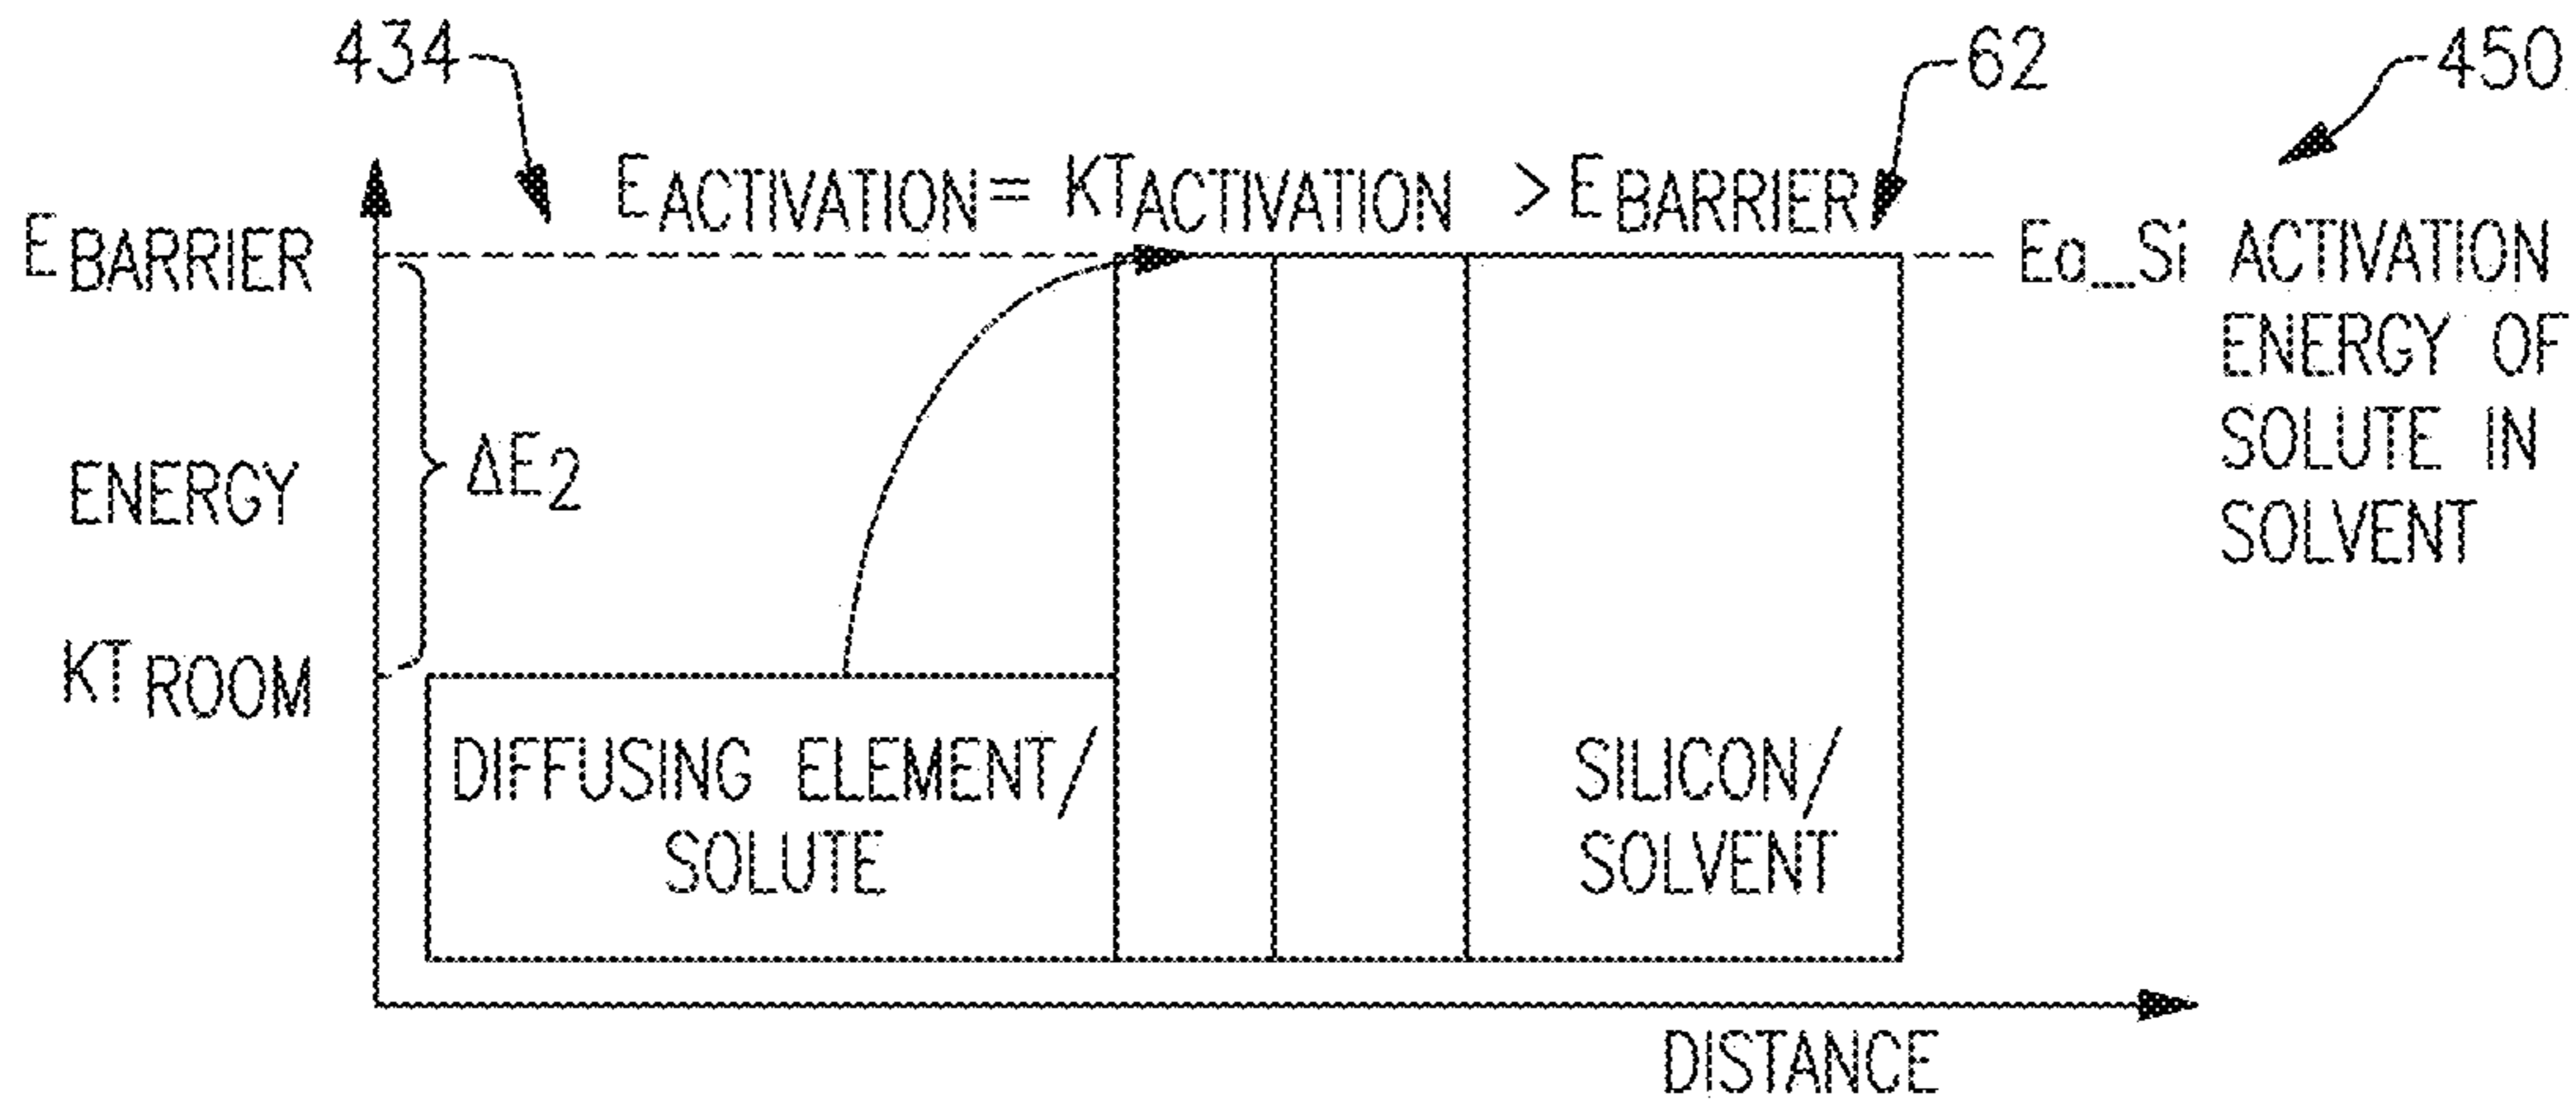 434
62
450
EACTIVATION = KTACTIVATION > EBARRIER
EBARRIER
Ea_Si ACTIVATION
ENERGY OF
SOLUTE IN
SOLVENT
ENERGY
ΔE2
KTROOM
DIFFUSING ELEMENT/
SOLUTE
SILICON/
SOLVENT
DISTANCE